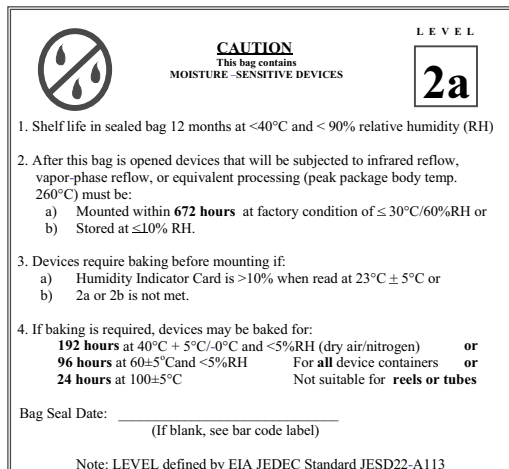 LEVEL
CAUTION
This bag contains
MOISTURE –SENSITIVE DEVICES
2a
1. Shelf life in sealed bag 12 months at <40°C and < 90% relative humidity (RH)
2. After this bag is opened devices that will be subjected to infrared reflow,
vapor-phase reflow, or equivalent processing (peak package body temp.
260°C) must be:
a) Mounted within 672 hours at factory condition of ≤ 30°C/60%RH or
b) Stored at ≤10% RH.
3. Devices require baking before mounting if:
a) Humidity Indicator Card is >10% when read at 23°C ± 5°C or
b) 2a or 2b is not met.
4. If baking is required, devices may be baked for:
192 hours at 40°C + 5°C/-0°C and <5%RH (dry air/nitrogen) or
96 hours at 60±5°Cand <5%RH For all device containers or
24 hours at 100±5°C Not suitable for reels or tubes
Bag Seal Date: ____________________________
(If blank, see bar code label)
Note: LEVEL defined by EIA JEDEC Standard JESD22-A113